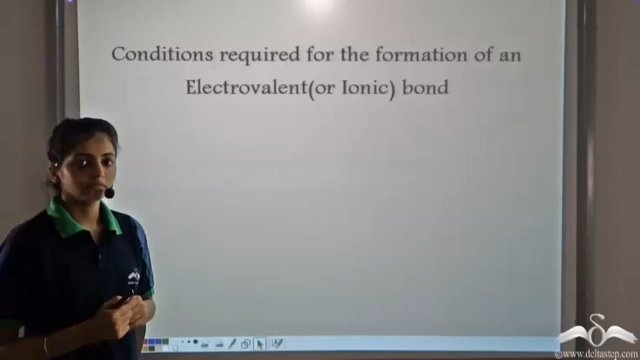 Conditions required for the formation of an
Electrovalent(or Ionic) bond
©www.deltastep.com